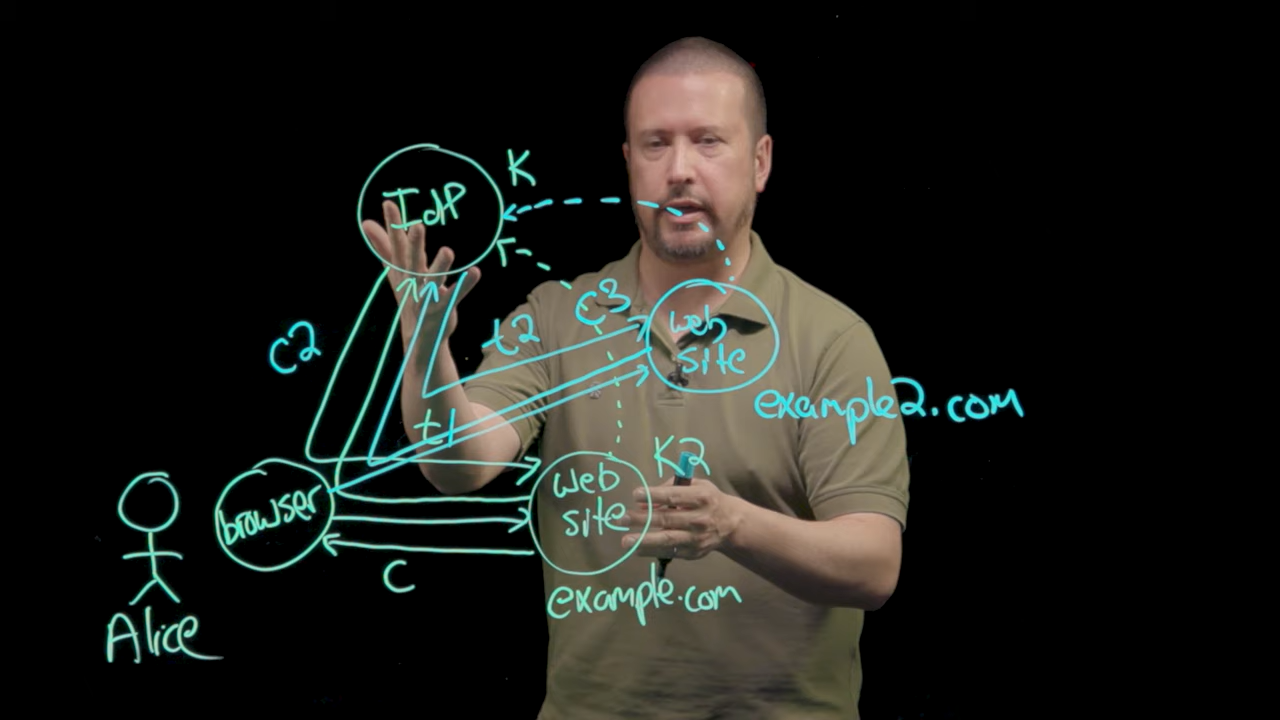 K
IdP
c3
web
site
t2
c2
example2.com
t1
K2
web
site
browser
c
example.com
Alice